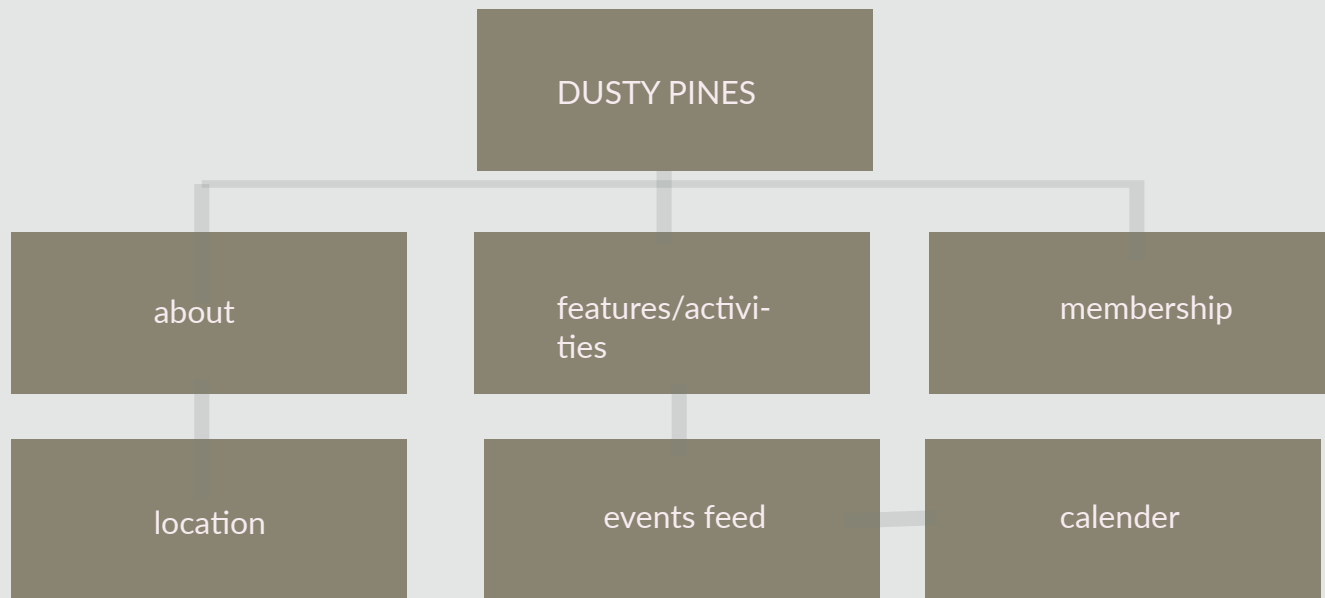 DUSTY PINES
about
features/activi-
ties
membership
location
events feed
calender